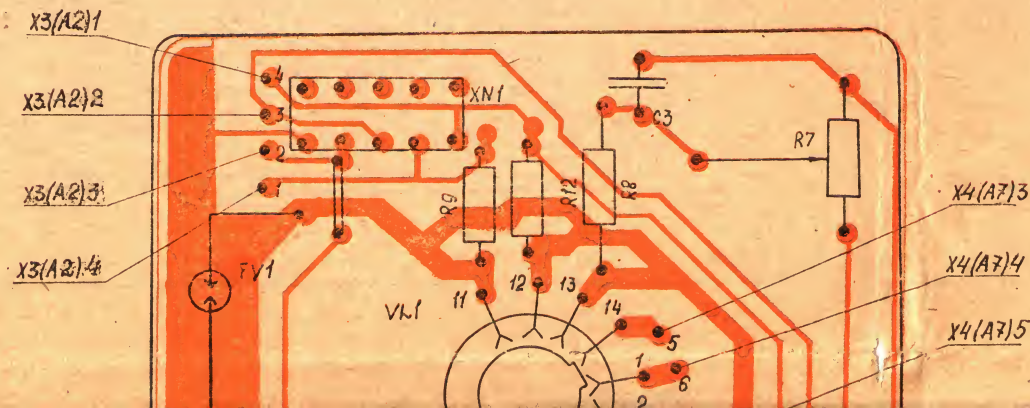 X3(A2)1
X3(A2)2
X3(A2)3
X3(A2)4
4
3
2
1
XN1
C3
R7
R9
R12
R8
FV1
VL1
11
12
13
14
5
1
6
2
X4(A7)3
X4(A7)4
X4(A7)5